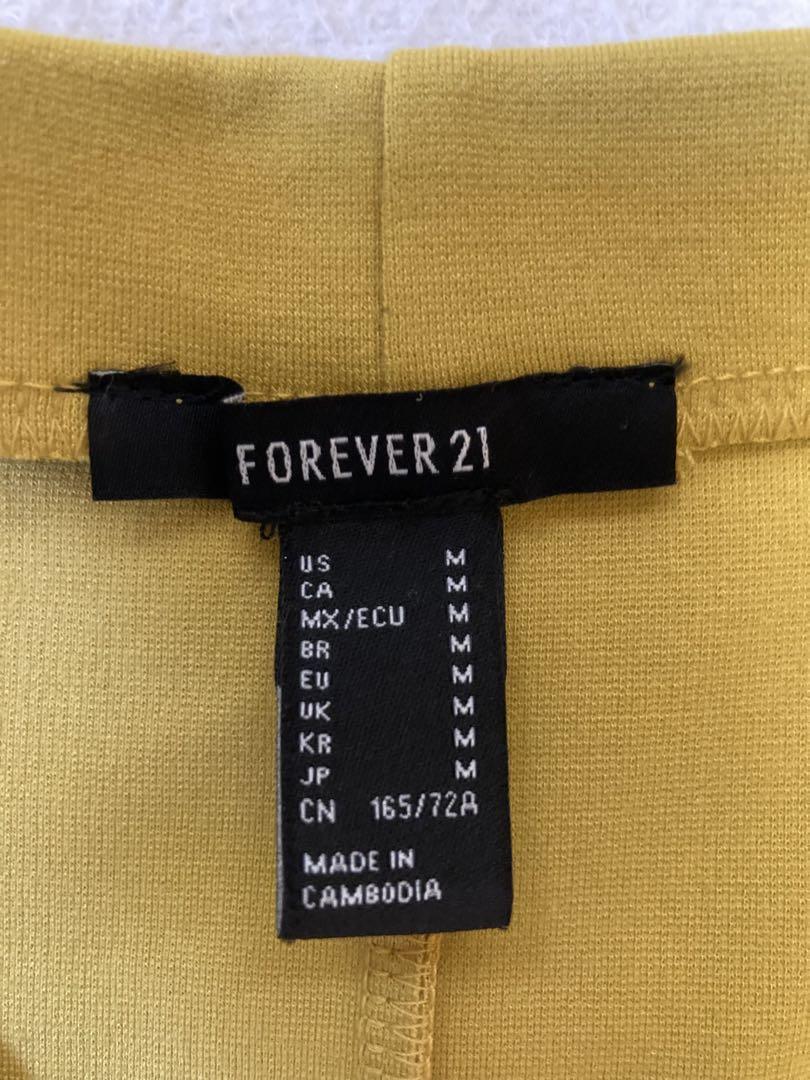 FOREVER 21
US M
CA M
MX/ECU M
BR M
EU M
UK M
KR M
JP M
CN 165/72A
MADE IN
CAMBODIA